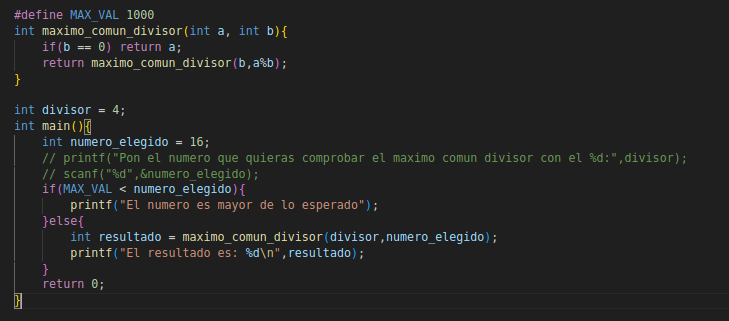 #define MAX_VAL 1000
int maximo_comun_divisor(int a, int b){
    if(b == 0) return a;
    return maximo_comun_divisor(b,a%b);
}

int divisor = 4;
int main(){
    int numero_elegido = 16;
    // printf("Pon el numero que quieras comprobar el maximo comun divisor con el %d:",divisor);
    // scanf("%d",&numero_elegido);
    if(MAX_VAL < numero_elegido){
        printf("El numero es mayor de lo esperado");
    }else{
        int resultado = maximo_comun_divisor(divisor,numero_elegido);
        printf("El resultado es: %d\n",resultado);
    }
    return 0;
}